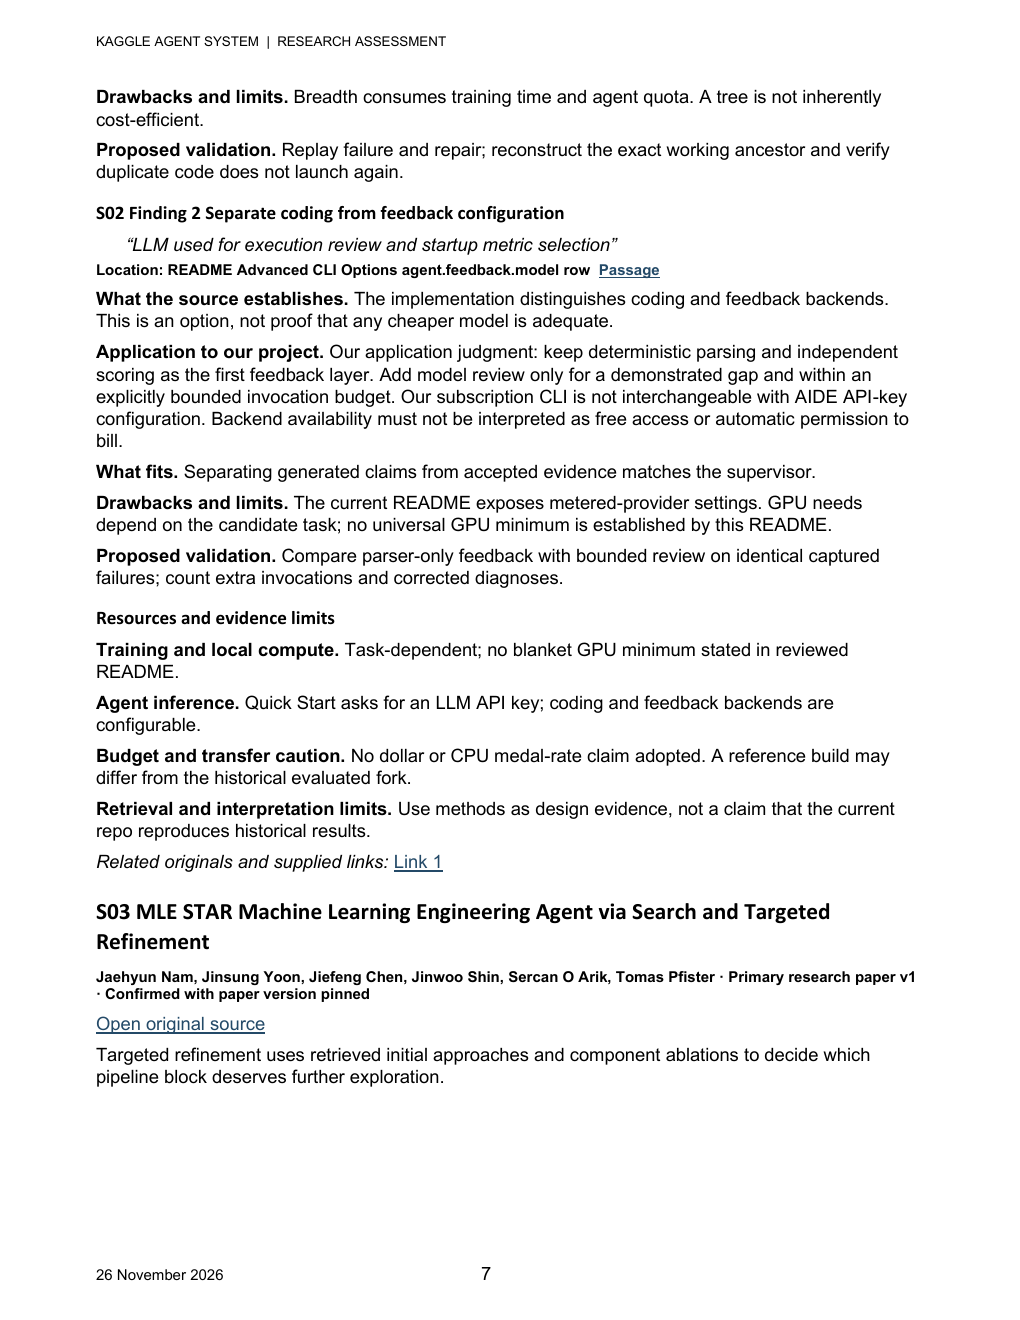 KAGGLE AGENT SYSTEM | RESEARCH ASSESSMENT
Drawbacks and limits. Breadth consumes training time and agent quota. A tree is not inherently
cost-efficient.
Proposed validation. Replay failure and repair; reconstruct the exact working ancestor and verify
duplicate code does not launch again.
S02 Finding 2 Separate coding from feedback configuration
“LLM used for execution review and startup metric selection”
Location: README Advanced CLI Options agent.feedback.model row Passage
What the source establishes. The implementation distinguishes coding and feedback backends.
This is an option, not proof that any cheaper model is adequate.
Application to our project. Our application judgment: keep deterministic parsing and independent
scoring as the first feedback layer. Add model review only for a demonstrated gap and within an
explicitly bounded invocation budget. Our subscription CLI is not interchangeable with AIDE API-key
configuration. Backend availability must not be interpreted as free access or automatic permission to
bill.
What fits. Separating generated claims from accepted evidence matches the supervisor.
Drawbacks and limits. The current README exposes metered-provider settings. GPU needs
depend on the candidate task; no universal GPU minimum is established by this README.
Proposed validation. Compare parser-only feedback with bounded review on identical captured
failures; count extra invocations and corrected diagnoses.
Resources and evidence limits
Training and local compute. Task-dependent; no blanket GPU minimum stated in reviewed
README.
Agent inference. Quick Start asks for an LLM API key; coding and feedback backends are
configurable.
Budget and transfer caution. No dollar or CPU medal-rate claim adopted. A reference build may
differ from the historical evaluated fork.
Retrieval and interpretation limits. Use methods as design evidence, not a claim that the current
repo reproduces historical results.
Related originals and supplied links: Link 1
S03 MLE STAR Machine Learning Engineering Agent via Search and Targeted
Refinement
Jaehyun Nam, Jinsung Yoon, Jiefeng Chen, Jinwoo Shin, Sercan O Arik, Tomas Pfister · Primary research paper v1
· Confirmed with paper version pinned
Open original source
Targeted refinement uses retrieved initial approaches and component ablations to decide which
pipeline block deserves further exploration.
26 November 2026 7